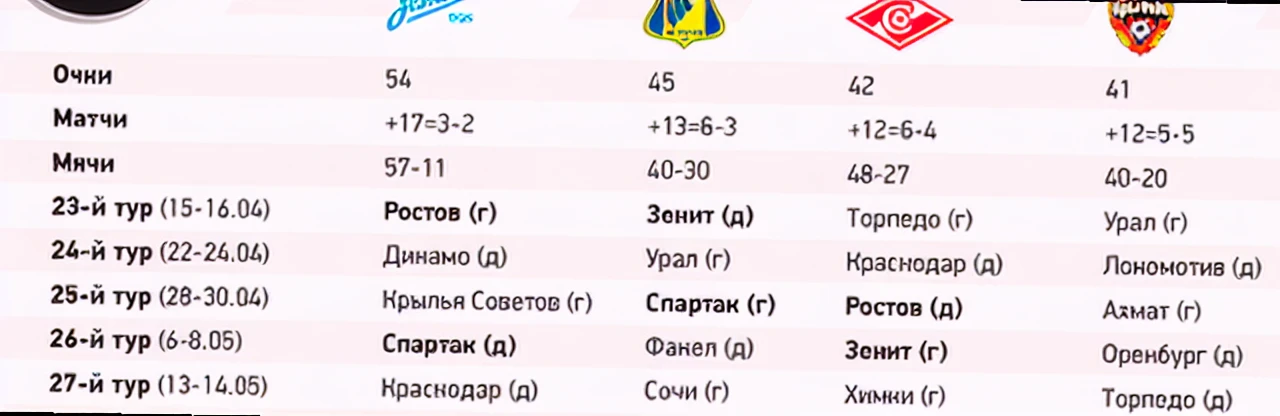 Очки 54 45 42 41
Матчи +17=3-2 +13=6-3 +12=6-4 +12=5-5
Мячи 57-11 40-30 48-27 40-20
23-й тур (15-16.04) Ростов (г) Зенит (д) Торпедо (г) Урал (г)
24-й тур (22-24.04) Динамо (д) Урал (г) Краснодар (д) Локомотив (д)
25-й тур (28-30.04) Крылья Советов (г) Спартак (г) Ростов (д) Ахмат (г)
26-й тур (6-8.05) Спартак (д) Факел (д) Зенит (г) Оренбург (д)
27-й тур (13-14.05) Краснодар (д) Сочи (г) Химки (г) Торпедо (д)